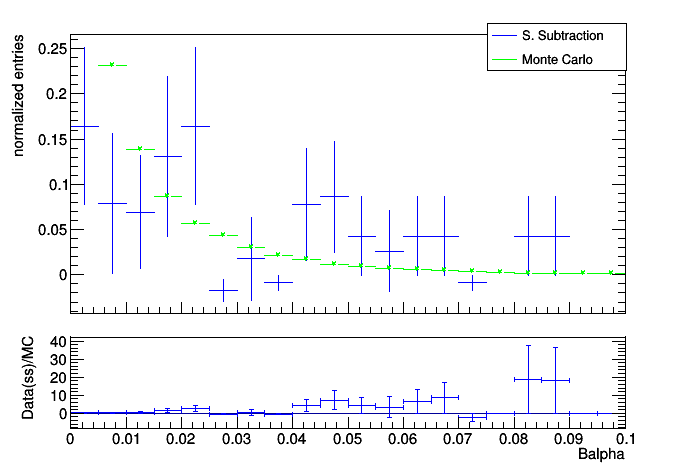 S. Subtraction
Monte Carlo
normalized entries
0.25
0.2
0.15
0.1
0.05
0
Data(ss)/MC
40
30
20
10
0
0 0.01 0.02 0.03 0.04 0.05 0.06 0.07 0.08 0.09 0.1
Balpha